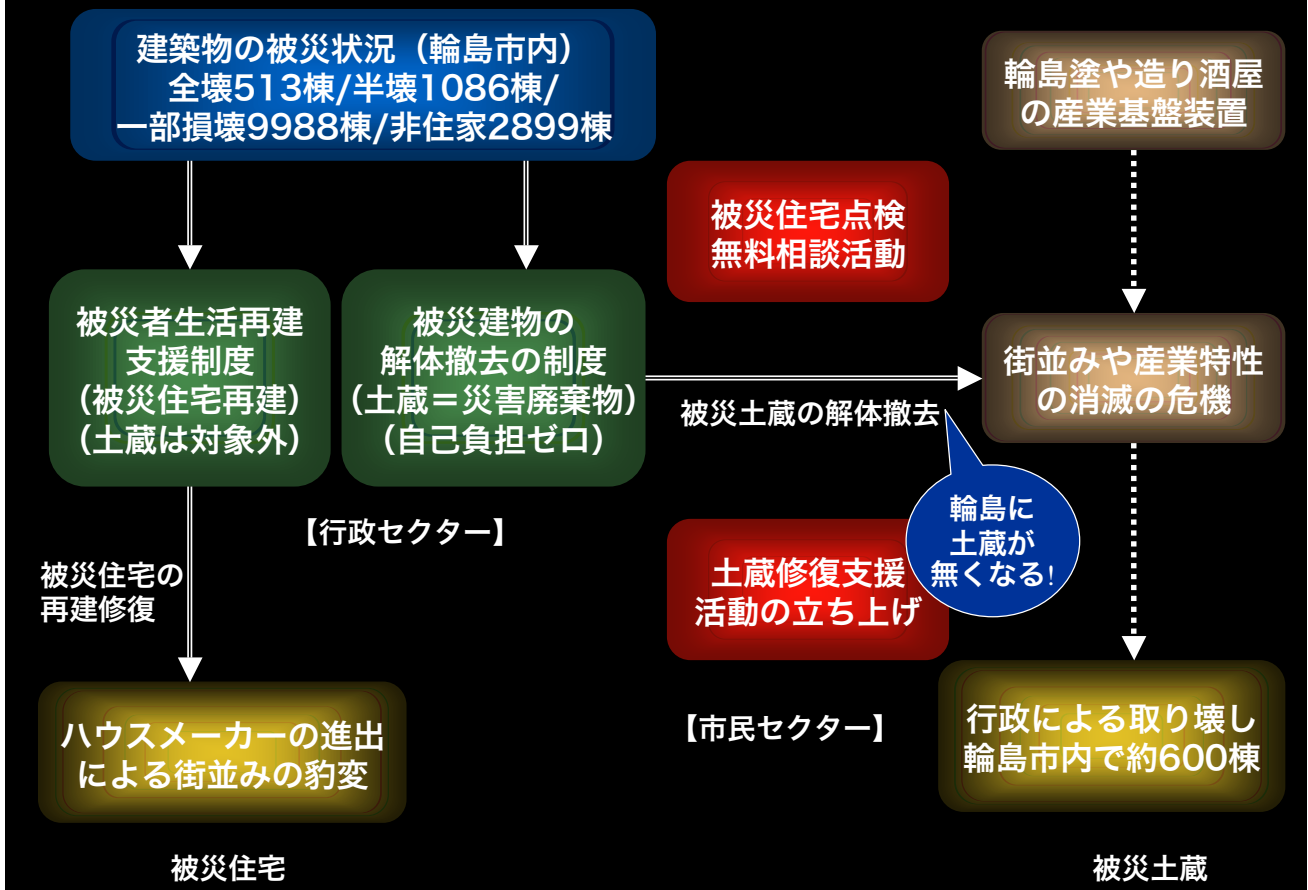 建築物の被災状況（輪島市内）
全壊513棟/半壊1086棟/
一部損壊9988棟/非住家2899棟
輪島塗や造り酒屋
の産業基盤装置
被災住宅点検
無料相談活動
被災者生活再建
支援制度
（被災住宅再建）
（土蔵は対象外）
被災建物の
解体撤去の制度
（土蔵＝災害廃棄物）
（自己負担ゼロ）
被災土蔵の解体撤去
街並みや産業特性
の消滅の危機
輪島に
土蔵が
無くなる!
【行政セクター】
被災住宅の
再建修復
土蔵修復支援
活動の立ち上げ
ハウスメーカーの進出
による街並みの豹変
【市民セクター】
行政による取り壊し
輪島市内で約600棟
被災住宅
被災土蔵